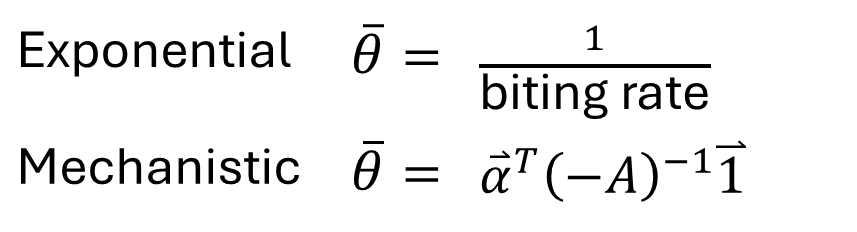 Exponential θ̄ = 1 / biting rate
Mechanistic θ̄ = α⃗ᵀ(−A)⁻¹1⃗